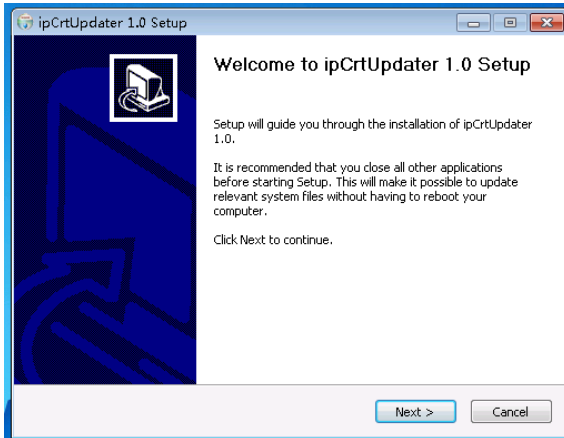 ipCrtUpdater 1.0 Setup
Welcome to ipCrtUpdater 1.0 Setup
Setup will guide you through the installation of ipCrtUpdater
1.0.
It is recommended that you close all other applications
before starting Setup. This will make it possible to update
relevant system files without having to reboot your
computer.
Click Next to continue.
Next >
Cancel